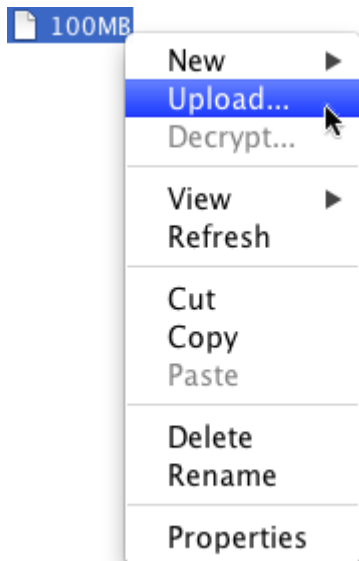 100MB
New
Upload...
Decrypt...
View
Refresh
Cut
Copy
Paste
Delete
Rename
Properties